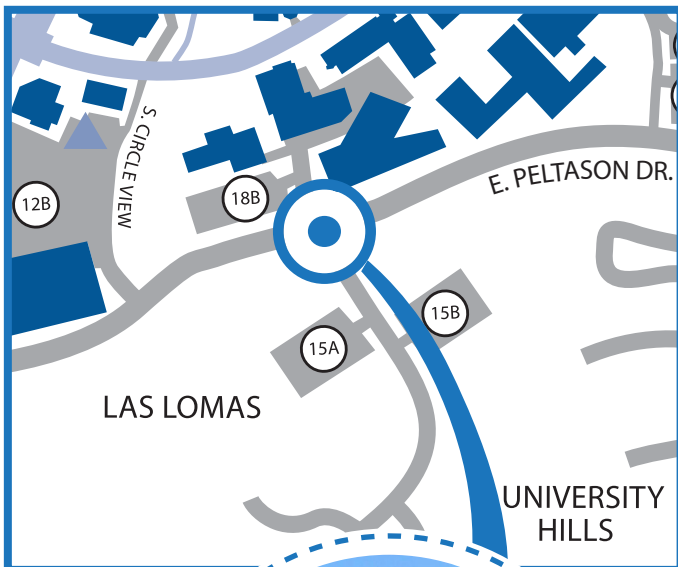 S. CIRCLE VIEW
E. PELTASON DR.
12B
18B
15B
15A
LAS LOMAS
UNIVERSITY
HILLS